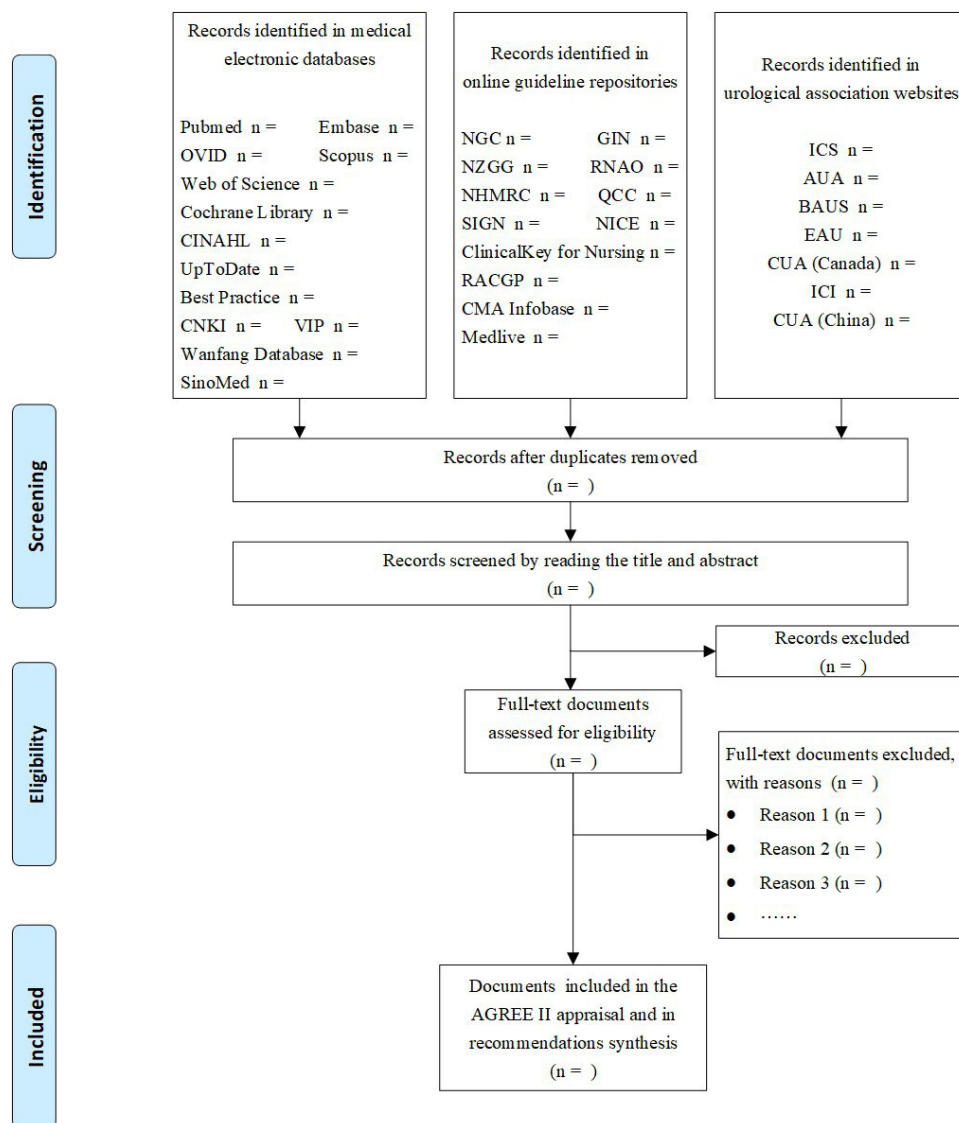 Identification
Records identified in medical
electronic databases
Pubmed n = Embase n =
OVID n = Scopus n =
Web of Science n =
Cochrane Library n =
CINAHL n =
UpToDate n =
Best Practice n =
CNKI n = VIP n =
Wanfang Database n =
SinoMed n =
Records identified in
online guideline repositories
NGC n = GIN n =
NZGG n = RNAO n =
NHMRC n = QCC n =
SIGN n = NICE n =
ClinicalKey for Nursing n =
RACGP n =
CMA Infobase n =
Medlive n =
Records identified in
urological association websites
ICS n =
AUA n =
BAUS n =
EAU n =
CUA (Canada) n =
ICI n =
CUA (China) n =
Screening
Records after duplicates removed
(n = )
Records screened by reading the title and abstract
(n = )
Records excluded
(n = )
Eligibility
Full-text documents
assessed for eligibility
(n = )
Full-text documents excluded,
with reasons (n = )
● Reason 1 (n = )
● Reason 2 (n = )
● Reason 3 (n = )
● ……
Included
Documents included in the
AGREE II appraisal and in
recommendations synthesis
(n = )